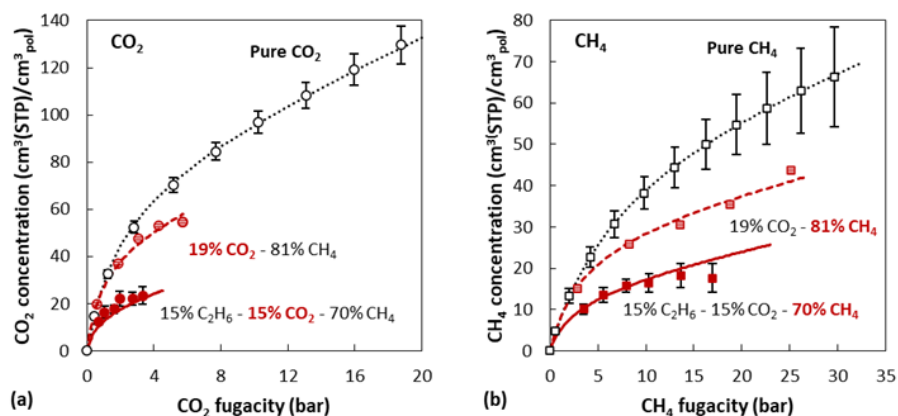 CO₂
Pure CO₂
19% CO₂ - 81% CH₄
15% C₂H₆ - 15% CO₂ - 70% CH₄
CO₂ concentration (cm³(STP)/cm³pol)
0
20
40
60
80
100
120
140
0
4
8
12
16
20
CO₂ fugacity (bar)
(a)
CH₄
Pure CH₄
19% CO₂ - 81% CH₄
15% C₂H₆ - 15% CO₂ - 70% CH₄
CH₄ concentration (cm³(STP)/cm³pol)
0
10
20
30
40
50
60
70
80
0
5
10
15
20
25
30
35
CH₄ fugacity (bar)
(b)